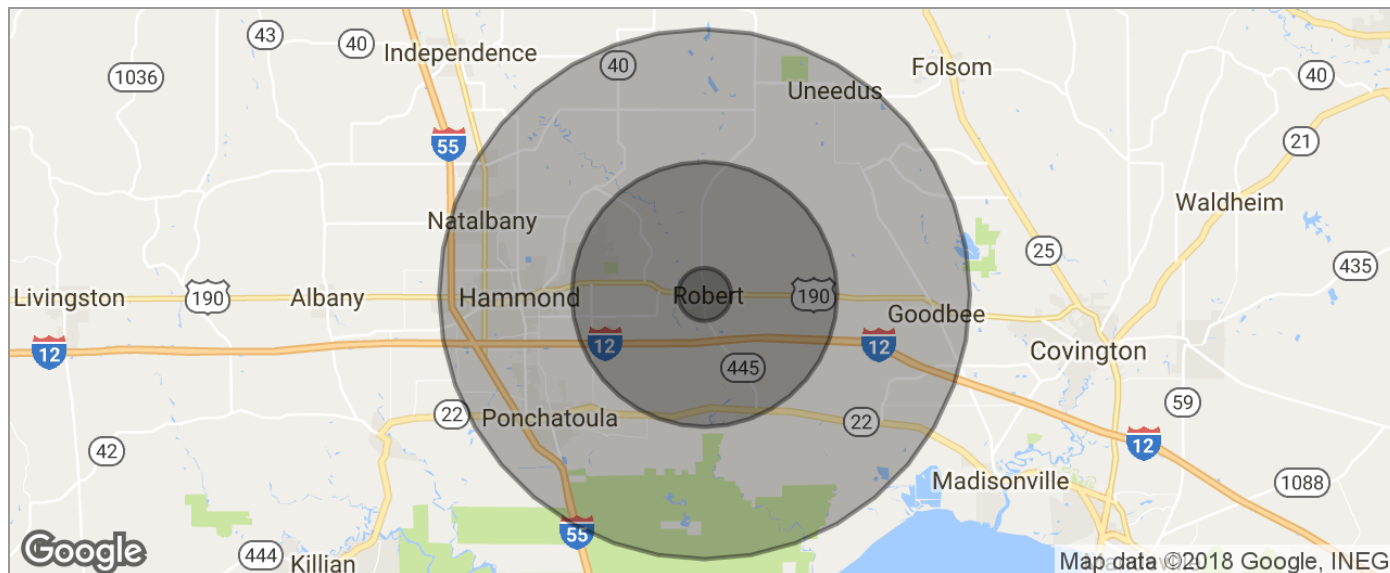 43
40
Independence
1036
40
Folsom
40
Uneedus
55
21
Waldheim
Natalbany
25
435
Livingston
190
Albany
Hammond
Robert
190
Goodbee
12
12
12
Covington
445
59
22
Ponchatoula
22
42
12
Madisonville
1088
55
Google
444
Killian
Map data ©2018 Google, INEG